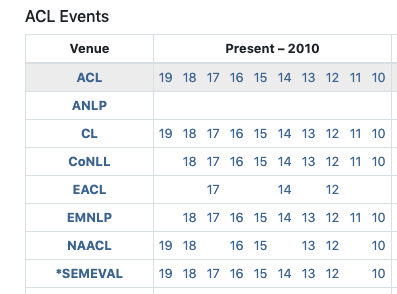 ACL Events
Venue Present – 2010
ACL 19 18 17 16 15 14 13 12 11 10
ANLP
CL 19 18 17 16 15 14 13 12 11 10
CoNLL 18 17 16 15 14 13 12 11 10
EACL 17 14 12
EMNLP 18 17 16 15 14 13 12 11 10
NAACL 19 18 16 15 13 12 10
*SEMEVAL 19 18 17 16 15 14 13 12 10